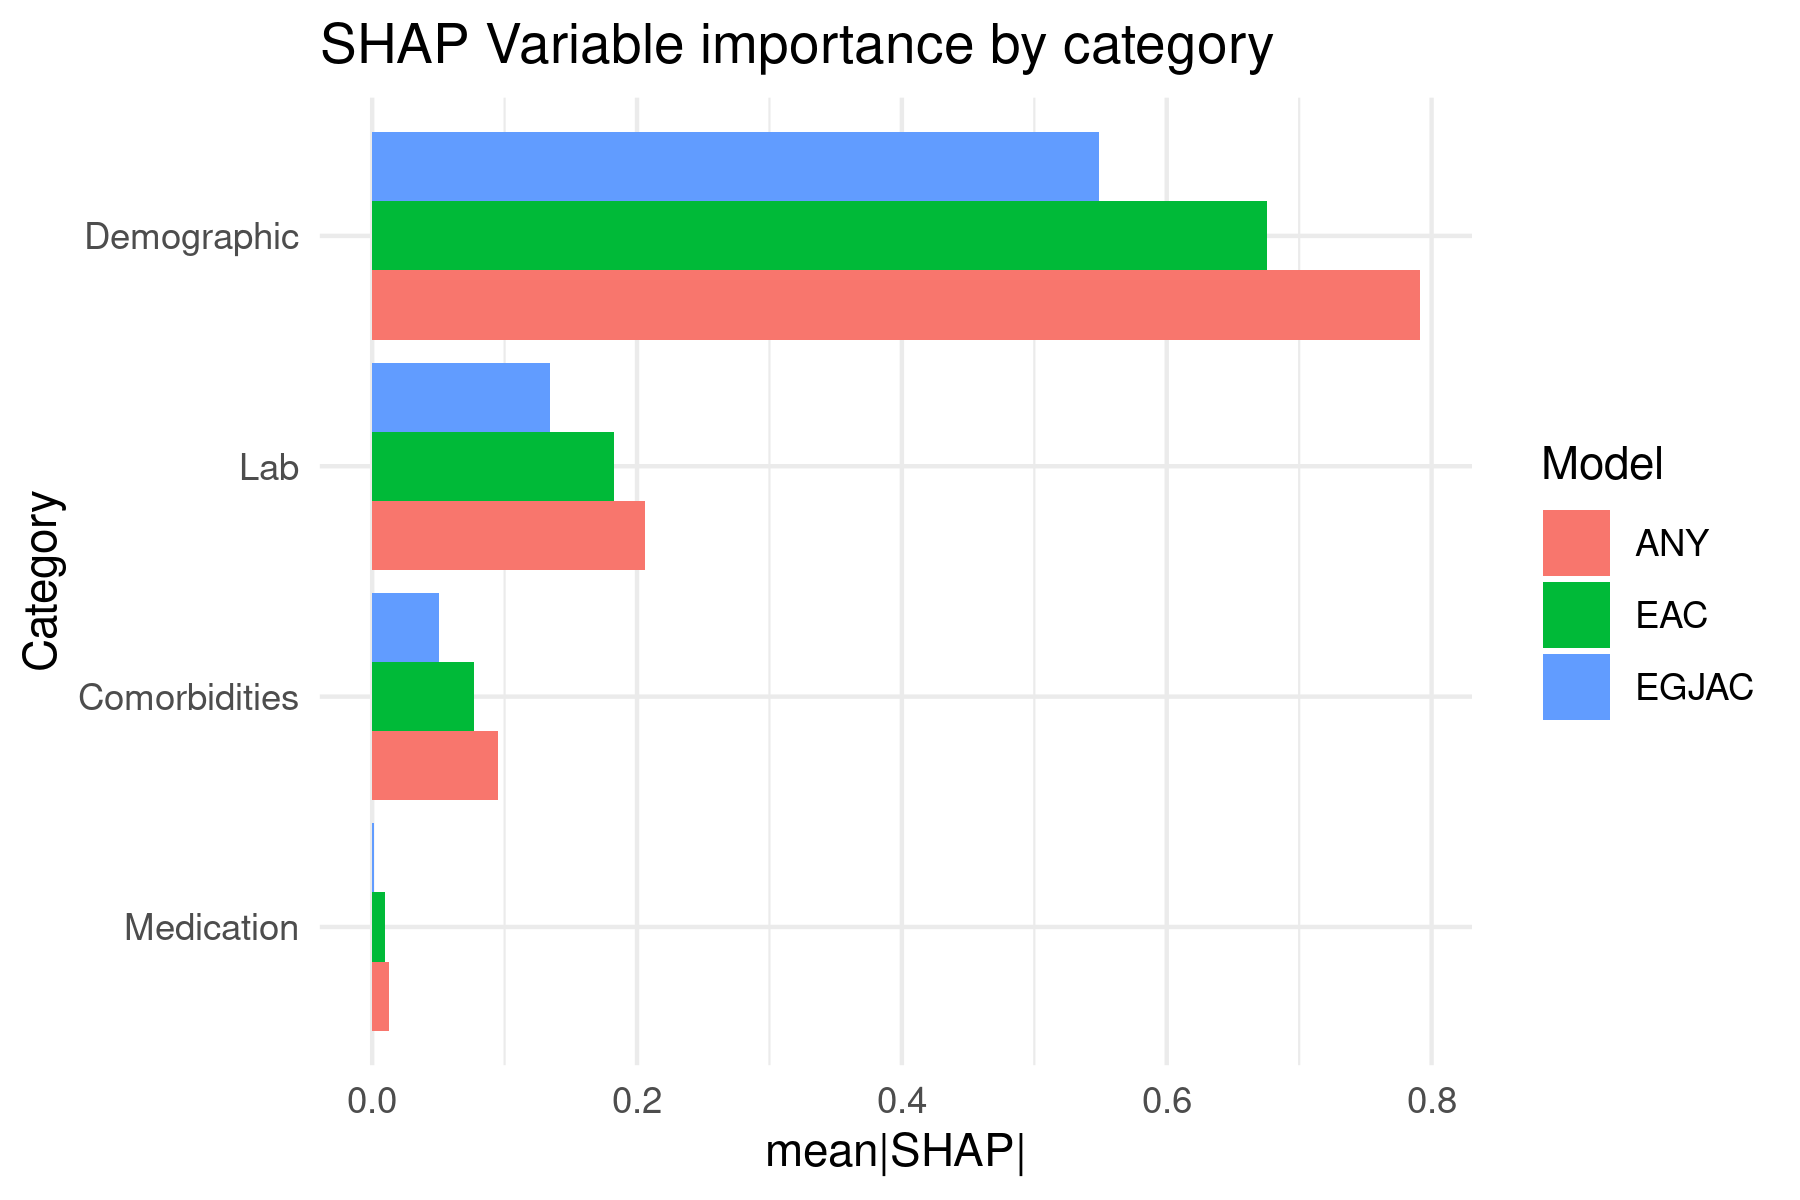 SHAP Variable importance by category
Category
Demographic
Lab
Comorbidities
Medication
0.0 0.2 0.4 0.6 0.8
mean|SHAP|
Model
ANY
EAC
EGJAC